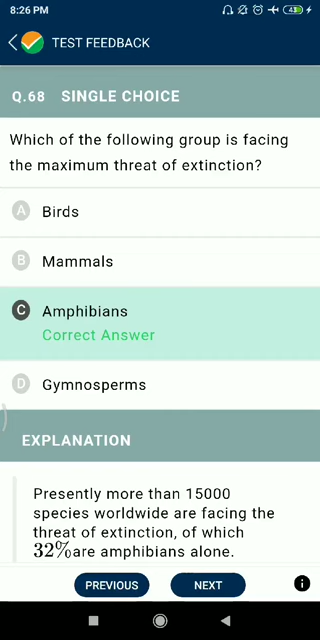 8:26 PM
43
TEST FEEDBACK
Q.68 SINGLE CHOICE
Which of the following group is facing
the maximum threat of extinction?
A Birds
B Mammals
C Amphibians
Correct Answer
D Gymnosperms
EXPLANATION
Presently more than 15000
species worldwide are facing the
threat of extinction, of which
32%are amphibians alone.
PREVIOUS NEXT